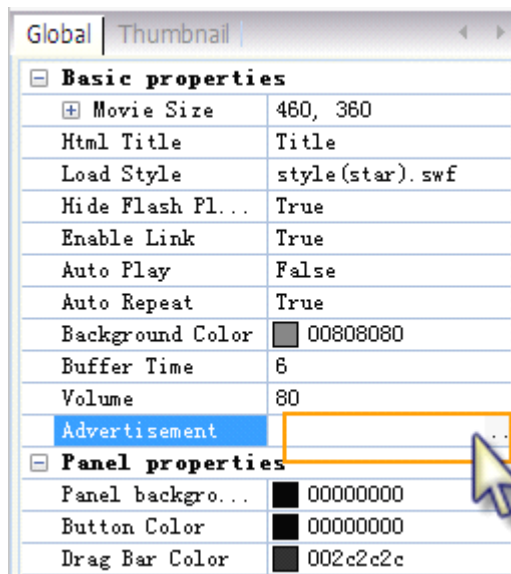 Global Thumbnail
Basic properties
Movie Size 460, 360
Html Title Title
Load Style style(star).swf
Hide Flash Pl... True
Enable Link True
Auto Play False
Auto Repeat True
Background Color 00808080
Buffer Time 6
Volume 80
Advertisement ..
Panel properties
Panel backgro... 00000000
Button Color 00000000
Drag Bar Color 002c2c2c